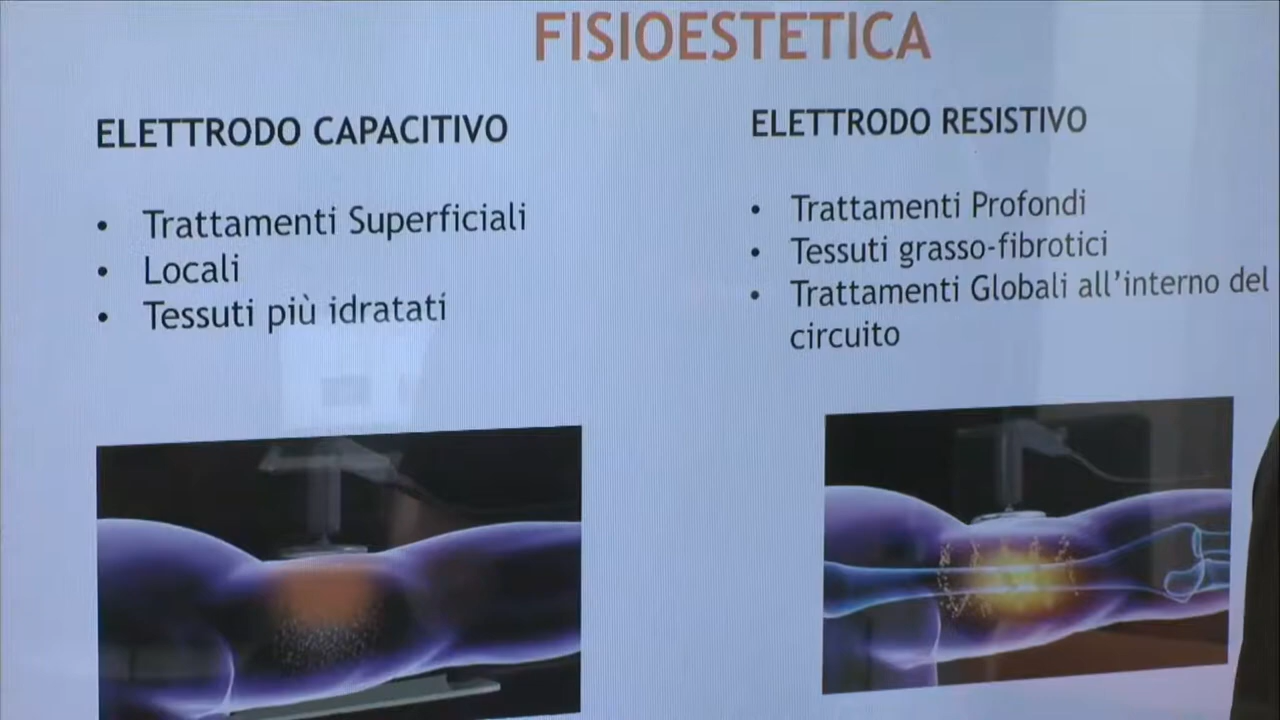 FISIOESTETICA
ELETTRODO CAPACITIVO
• Trattamenti Superficiali
• Locali
• Tessuti più idratati
ELETTRODO RESISTIVO
• Trattamenti Profondi
• Tessuti grasso-fibrotici
• Trattamenti Globali all'interno del
circuito